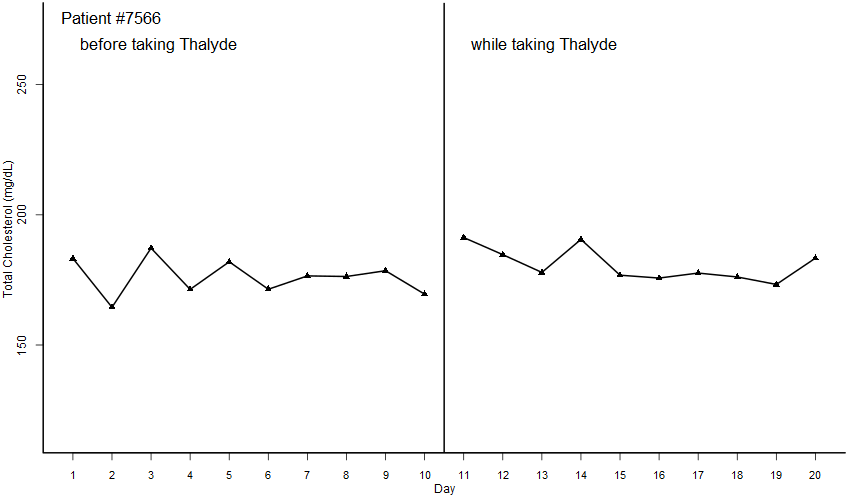 Patient #7566
before taking Thalyde
while taking Thalyde
Total Cholesterol (mg/dL)
250
200
150
1 2 3 4 5 6 7 8 9 10 11 12 13 14 15 16 17 18 19 20
Day